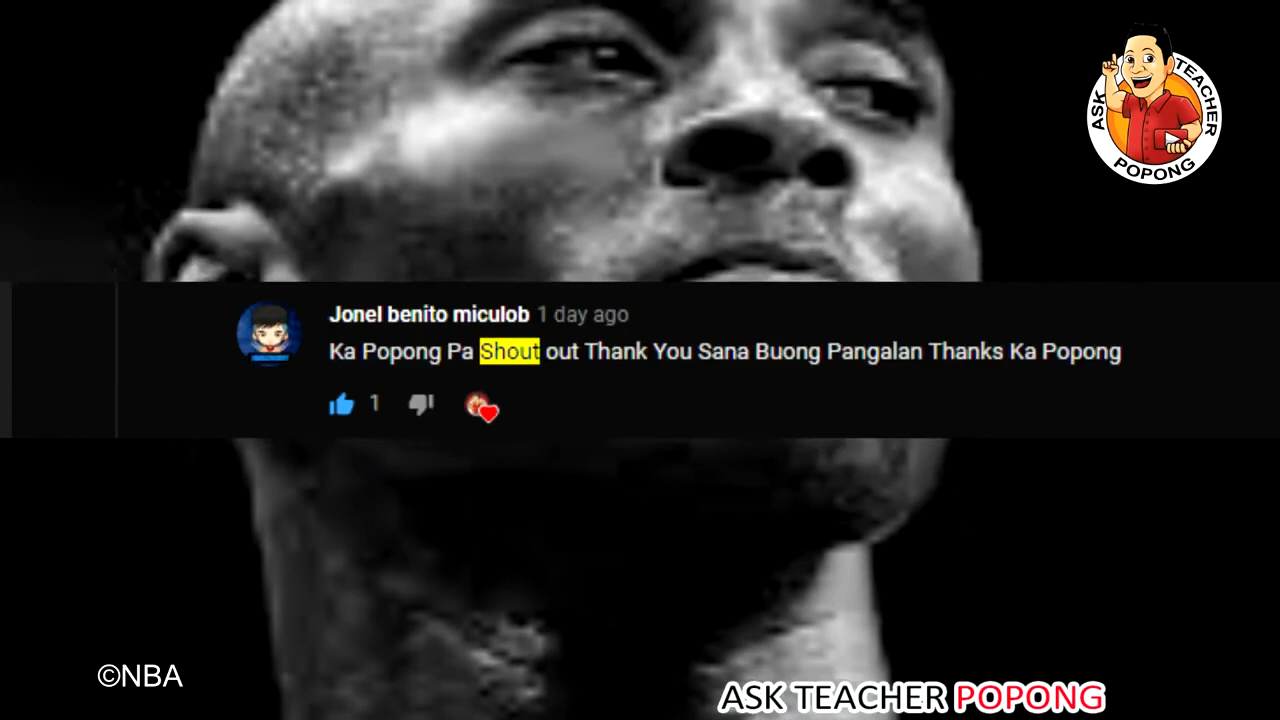 ASK TEACHER POPONG
Jonel benito miculob 1 day ago
Ka Popong Pa Shout out Thank You Sana Buong Pangalan Thanks Ka Popong
1
©NBA
ASK TEACHER POPONG